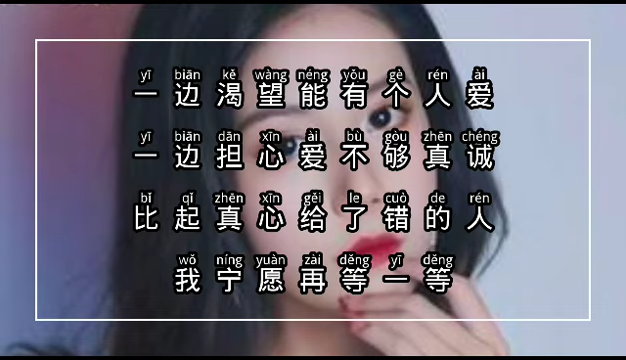 yī biān kě wàng néng yǒu gè rén ài
一边渴望能有个人爱
yī biān dān xīn ài bù gòu zhēn chéng
一边担心爱不够真诚
bǐ qǐ zhēn xīn gěi le cuò de rén
比起真心给了错的人
wǒ níng yuàn zài děng yī děng
我宁愿再等一等